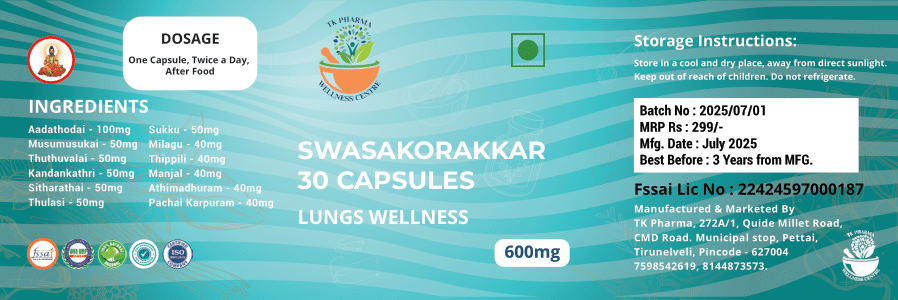 DOSAGE
One Capsule, Twice a Day,
After Food
INGREDIENTS
Aadathodai - 100mg
Musumusukai - 50mg
Thuthuvalai - 50mg
Kandankathri - 50mg
Sitharathai - 50mg
Thulasi - 50mg
Sukku - 50mg
Milagu - 40mg
Thippili - 40mg
Manjal - 40mg
Athimadhuram - 40mg
Pachai Karpuram - 40mg
fssai
ISO
TK PHARMA
WELLNESS CENTRE
SWASAKORAKKAR
30 CAPSULES
LUNGS WELLNESS
600mg
Storage Instructions:
Store in a cool and dry place, away from direct sunlight.
Keep out of reach of children. Do not refrigerate.
Batch No : 2025/07/01
MRP Rs : 299/-
Mfg. Date : July 2025
Best Before : 3 Years from MFG.
Fssai Lic No : 22424597000187
Manufactured & Marketed By
TK Pharma, 272A/1, Quide Millet Road,
CMD Road. Municipal stop, Pettai,
Tirunelveli, Pincode - 627004
7598542619, 8144873573.
TK PHARMA
WELLNESS CENTRE